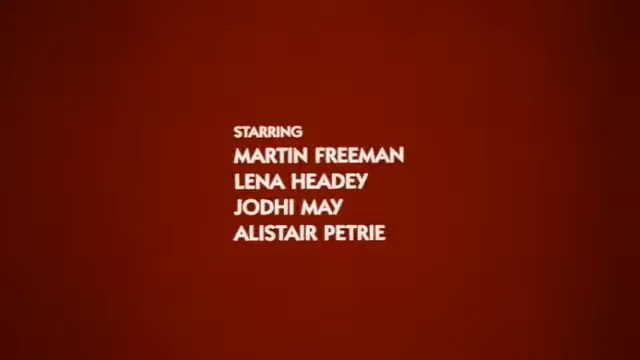 STARRING
MARTIN FREEMAN
LENA HEADEY
JODHI MAY
ALISTAIR PETRIE